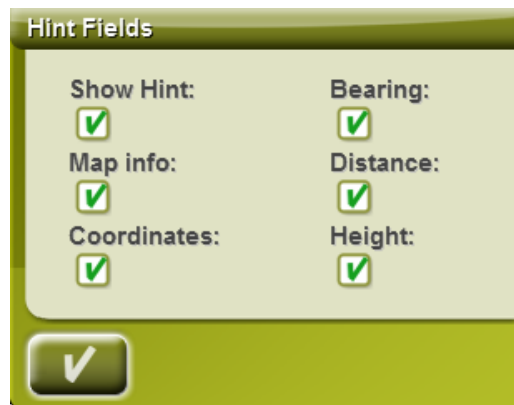 Hint Fields
Show Hint: Bearing:
Map info: Distance:
Coordinates: Height: